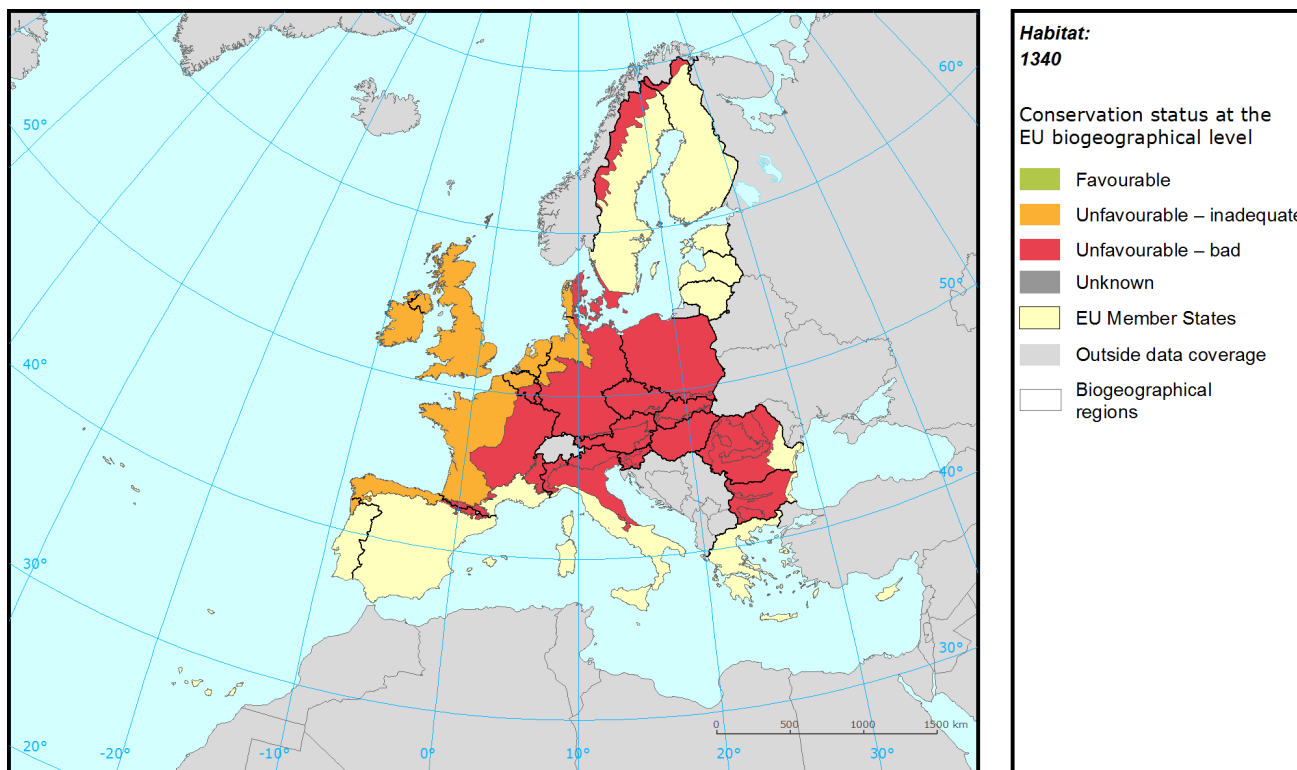 60°
50°
50°
40°
40°
30°
30°
0 500 1000 1500 km
20°
-20°
-10°
0°
10°
20°
30°
Habitat:
1340
Conservation status at the
EU biogeographical level
Favourable
Unfavourable – inadequate
Unfavourable – bad
Unknown
EU Member States
Outside data coverage
Biogeographical
regions